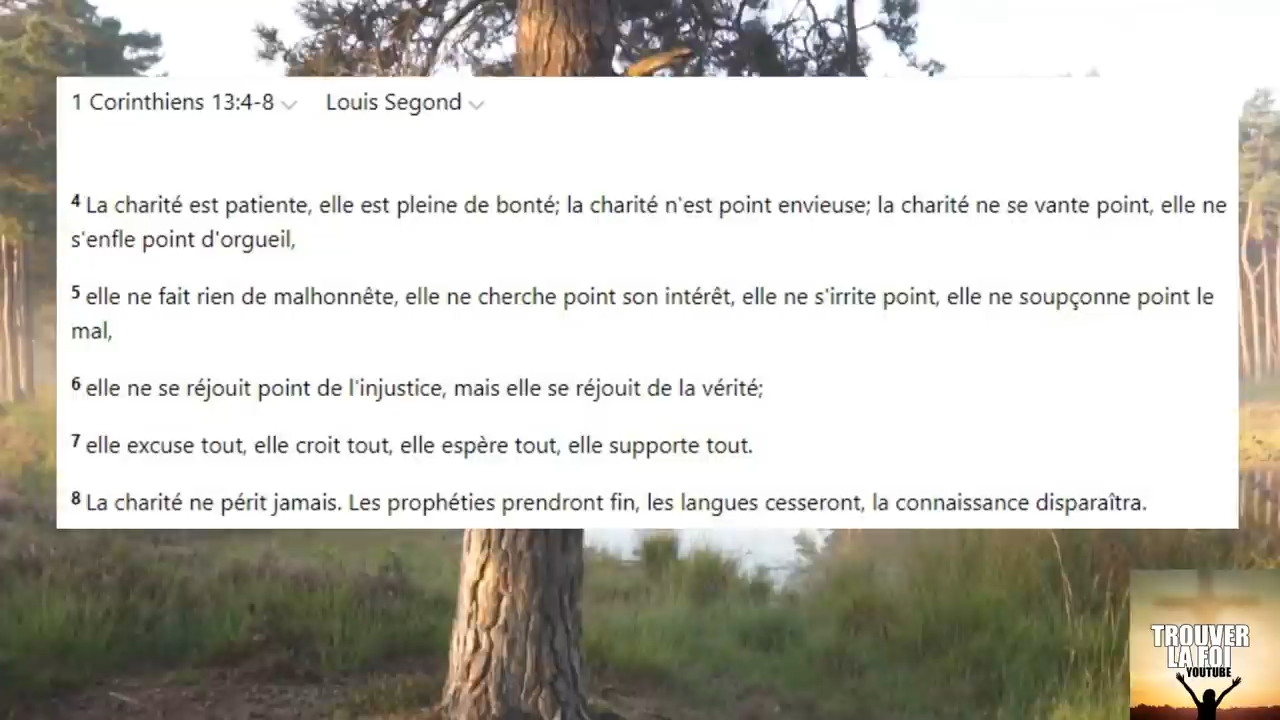 1 Corinthiens 13:4-8 Louis Segond
4 La charité est patiente, elle est pleine de bonté; la charité n'est point envieuse; la charité ne se vante point, elle ne
s'enfle point d'orgueil,
5 elle ne fait rien de malhonnête, elle ne cherche point son intérêt, elle ne s'irrite point, elle ne soupçonne point le
mal,
6 elle ne se réjouit point de l'injustice, mais elle se réjouit de la vérité;
7 elle excuse tout, elle croit tout, elle espère tout, elle supporte tout.
8 La charité ne périt jamais. Les prophéties prendront fin, les langues cesseront, la connaissance disparaîtra.
TROUVER
LA FOI
YOUTUBE